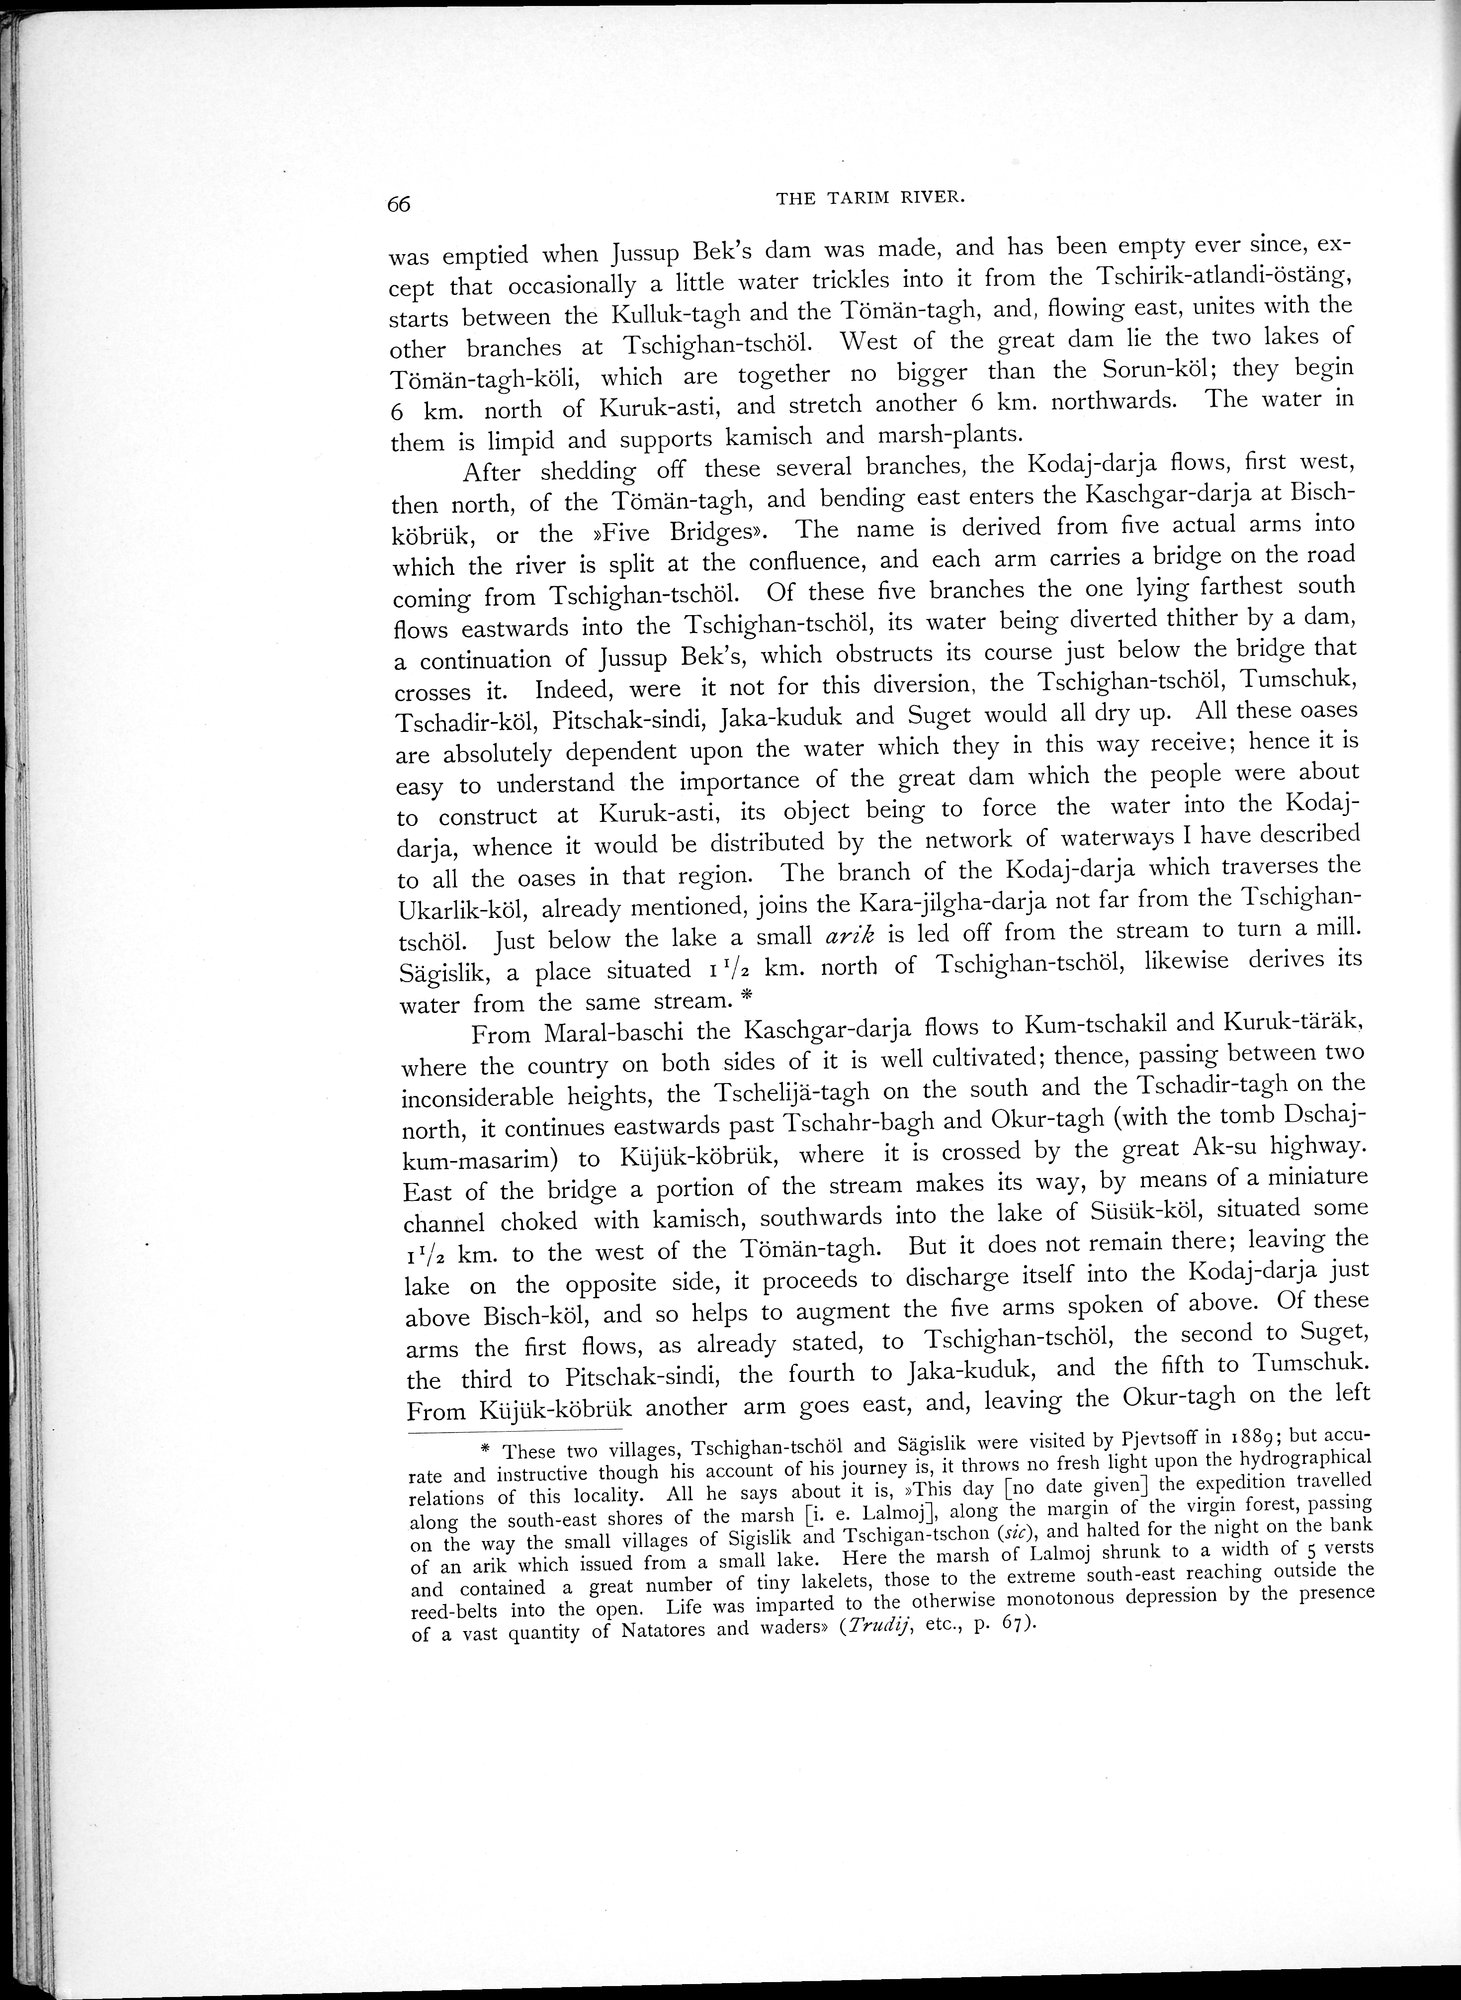 66
THE TARIM RIVER.
was emptied when Jussup Bek's dam was made, and has been empty ever since, ex-
cept that occasionally a little water trickles into it from the Tschirik-atlandi-östäng,
starts between the Kulluk-tagh and the Tömän-tagh, and, flowing east, unites with the
other branches at Tschighan-tschöl. West of the great dam lie the two lakes of
Tömän-tagh-köli, which are together no bigger than the Sorun-köl; they begin
6 km. north of Kuruk-asti, and stretch another 6 km. northwards. The water in
them is limpid and supports kamisch and marsh-plants.
After shedding off these several branches, the Kodaj-darja flows, first west,
then north, of the Tömän-tagh, and bending east enters the Kaschgar-darja at Bisch-
köbrük, or the »Five Bridges». The name is derived from five actual arms into
which the river is split at the confluence, and each arm carries a bridge on the road
coming from Tschighan-tschöl. Of these five branches the one lying farthest south
flows eastwards into the Tschighan-tschöl, its water being diverted thither by a dam,
a continuation of Jussup Bek's, which obstructs its course just below the bridge that
crosses it. Indeed, were it not for this diversion, the Tschighan-tschöl, Tumschuk,
Tschadir-köl, Pitschak-sindi, Jaka-kuduk and Suget would all dry up. All these oases
are absolutely dependent upon the water which they in this way receive; hence it is
easy to understand the importance of the great dam which the people were about
to construct at Kuruk-asti, its object being to force the water into the Kodaj-
darja, whence it would be distributed by the network of waterways I have described
to all the oases in that region. The branch of the Kodaj-darja which traverses the
Ukarlik-köl, already mentioned, joins the Kara-jilgha-darja not far from the Tschighan-
tschöl. Just below the lake a small arik is led off from the stream to turn a mill.
Sägislik, a place situated 1 1/2 km. north of Tschighan-tschöl, likewise derives its
water from the same stream. *
From Maral-baschi the Kaschgar-darja flows to Kum-tschakil and Kuruk-täräk,
where the country on both sides of it is well cultivated; thence, passing between two
inconsiderable heights, the Tschelijä-tagh on the south and the Tschadir-tagh on the
north, it continues eastwards past Tschahr-bagh and Okur-tagh (with the tomb Dschaj-
kum-masarim) to Küjük-köbrük, where it is crossed by the great Ak-su highway.
East of the bridge a portion of the stream makes its way, by means of a miniature
channel choked with kamisch, southwards into the lake of Süsük-köl, situated some
1 1/2 km. to the west of the Tömän-tagh. But it does not remain there; leaving the
lake on the opposite side, it proceeds to discharge itself into the Kodaj-darja just
above Bisch-köl, and so helps to augment the five arms spoken of above. Of these
arms the first flows, as already stated, to Tschighan-tschöl, the second to Suget,
the third to Pitschak-sindi, the fourth to Jaka-kuduk, and the fifth to Tumschuk.
From Küjük-köbrük another arm goes east, and, leaving the Okur-tagh on the left
* These two villages, Tschighan-tschöl and Sägislik were visited by Pjevtsoff in 1889; but accu-
rate and instructive though his account of his journey is, it throws no fresh light upon the hydrographical
relations of this locality. All he says about it is, »This day [no date given] the expedition travelled
along the south-east shores of the marsh [i. e. Lalmoj], along the margin of the virgin forest, passing
on the way the small villages of Sigislik and Tschigan-tschon (sic), and halted for the night on the bank
of an arik which issued from a small lake. Here the marsh of Lalmoj shrunk to a width of 5 versts
and contained a great number of tiny lakelets, those to the extreme south-east reaching outside the
reed-belts into the open. Life was imparted to the otherwise monotonous depression by the presence
of a vast quantity of Natatores and waders» (Trudij, etc., p. 67).